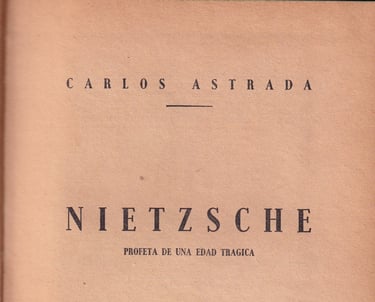 CARLOS ASTRADA
NIETZSCHE
PROFETA DE UNA EDAD TRAGICA